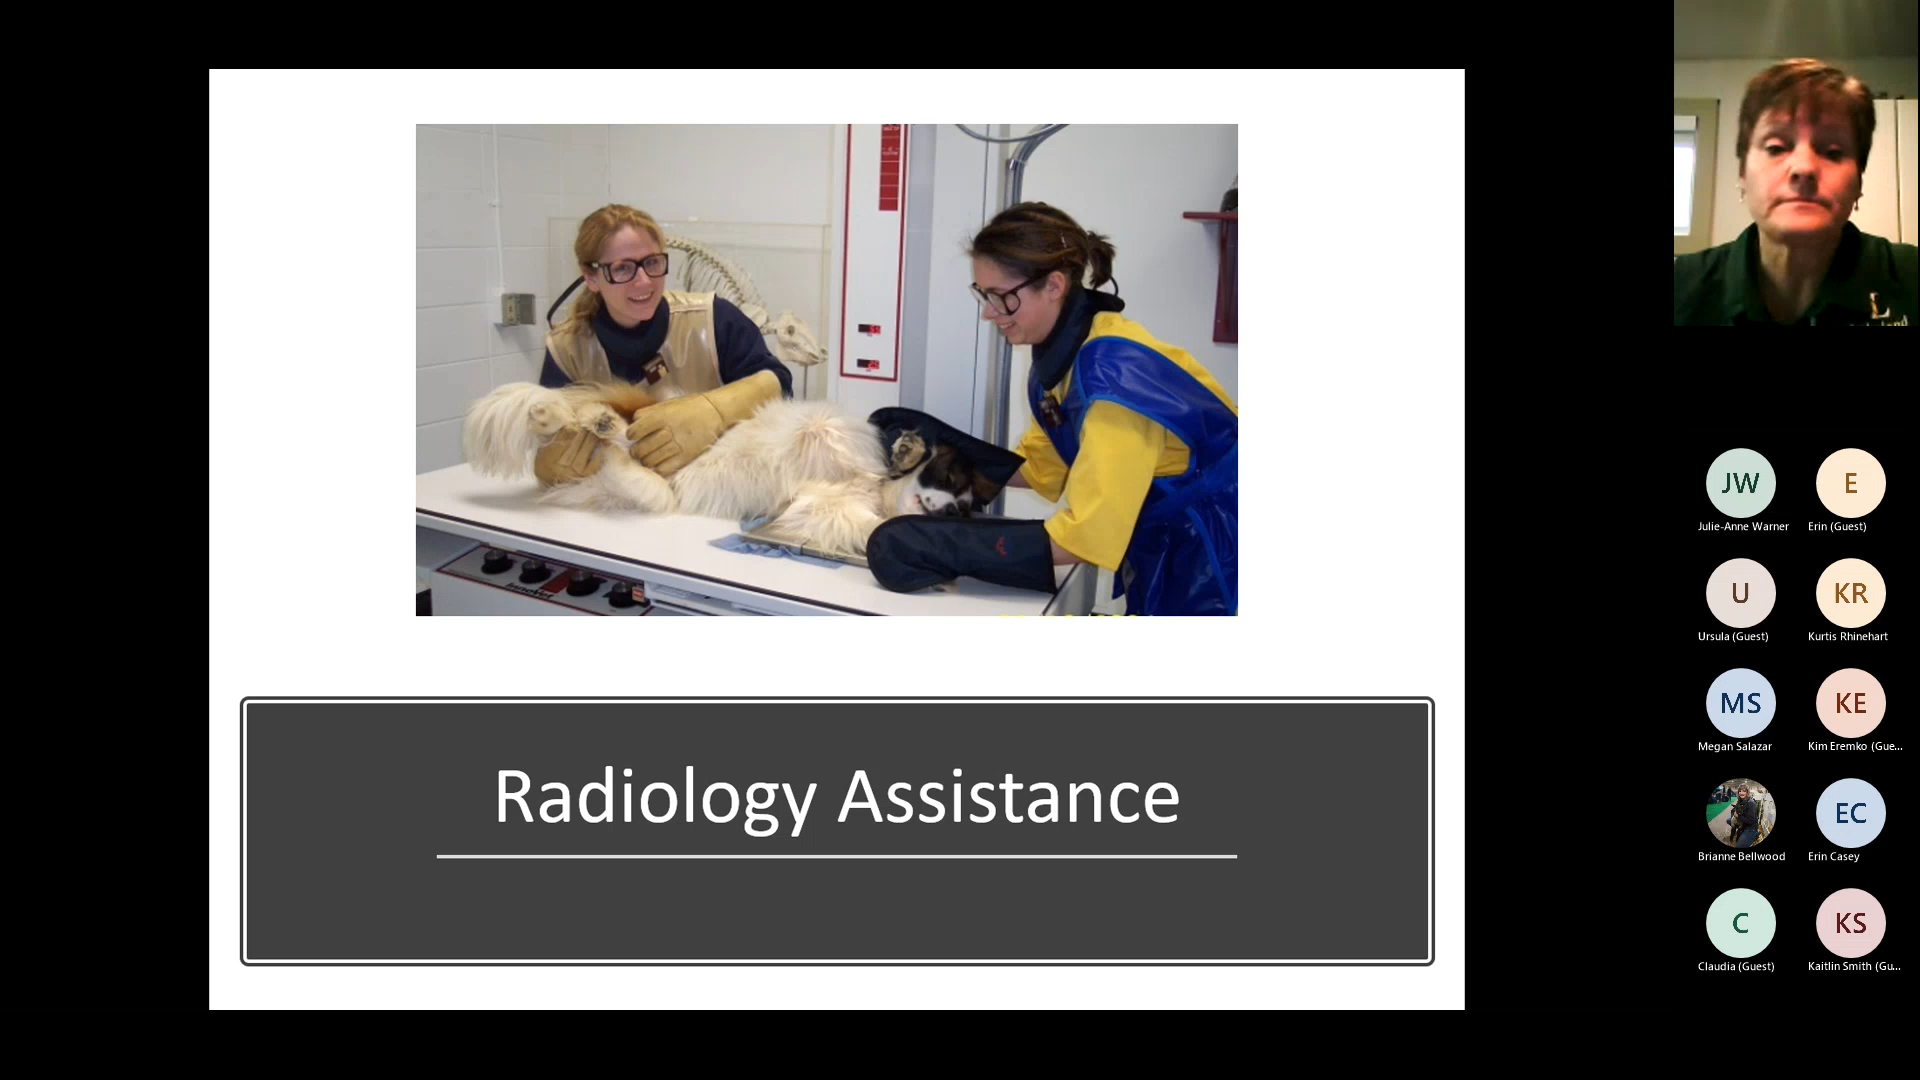 Radiology Assistance
JW
Julie-Anne Warner
E
Erin (Guest)
U
Ursula (Guest)
KR
Kurtis Rhinehart
MS
Megan Salazar
KE
Kim Eremko (Gue...
Brianne Bellwood
EC
Erin Casey
C
Claudia (Guest)
KS
Kaitlin Smith (Gu...